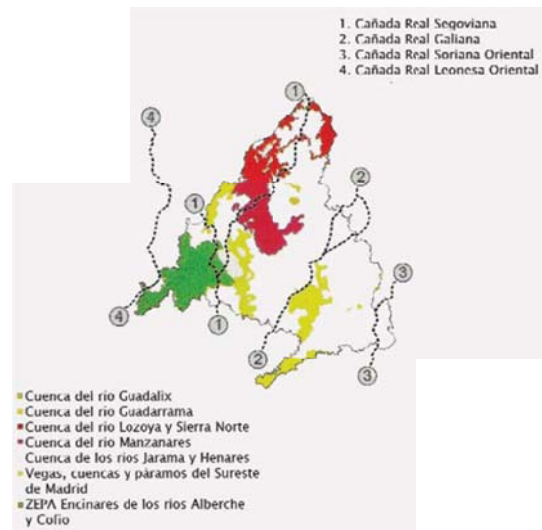 1. Cañada Real Segoviana
2. Cañada Real Galiana
3. Cañada Real Soriana Oriental
4. Cañada Real Leonesa Oriental
1
4
2
1
3
4
1
2
3
Cuenca del río Guadalix
Cuenca del río Guadarrama
Cuenca del río Lozoya y Sierra Norte
Cuenca del río Manzanares
Cuenca de los ríos Jarama y Henares
Vegas, cuencas y páramos del Sureste
de Madrid
ZEPA Encinares de los ríos Alberche
y Cofio